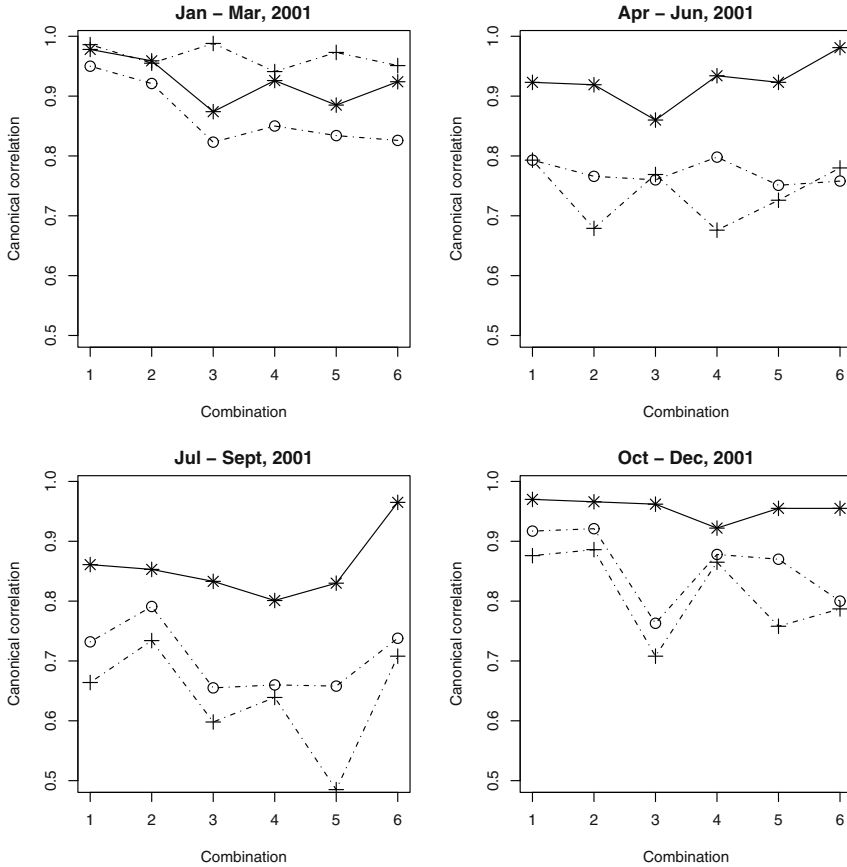 Jan – Mar, 2001
Canonical correlation
1.0
0.9
0.8
0.7
0.6
0.5
1 2 3 4 5 6
Combination
Apr – Jun, 2001
Canonical correlation
1.0
0.9
0.8
0.7
0.6
0.5
1 2 3 4 5 6
Combination
Jul – Sept, 2001
Canonical correlation
1.0
0.9
0.8
0.7
0.6
0.5
1 2 3 4 5 6
Combination
Oct – Dec, 2001
Canonical correlation
1.0
0.9
0.8
0.7
0.6
0.5
1 2 3 4 5 6
Combination